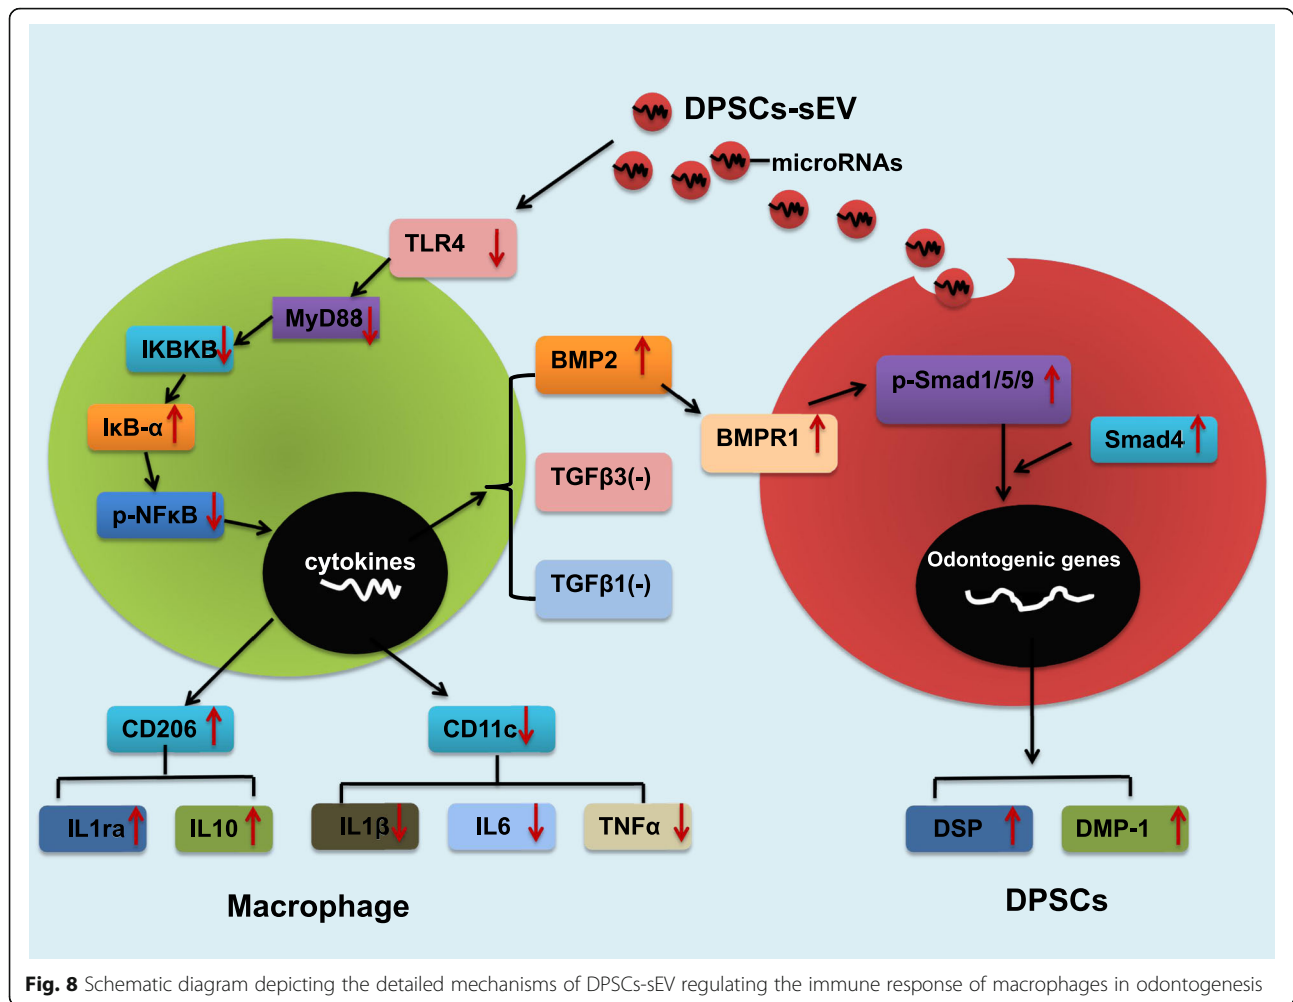 DPSCs-sEV
microRNAs
TLR4
MyD88
IKBKB
IκB-α
p-NFκB
cytokines
BMP2
TGFβ3(-)
TGFβ1(-)
BMPR1
p-Smad1/5/9
Smad4
Odontogenic genes
CD206
CD11c
IL1ra
IL10
IL1β
IL6
TNFα
DSP
DMP-1
Macrophage
DPSCs
Fig. 8 Schematic diagram depicting the detailed mechanisms of DPSCs-sEV regulating the immune response of macrophages in odontogenesis